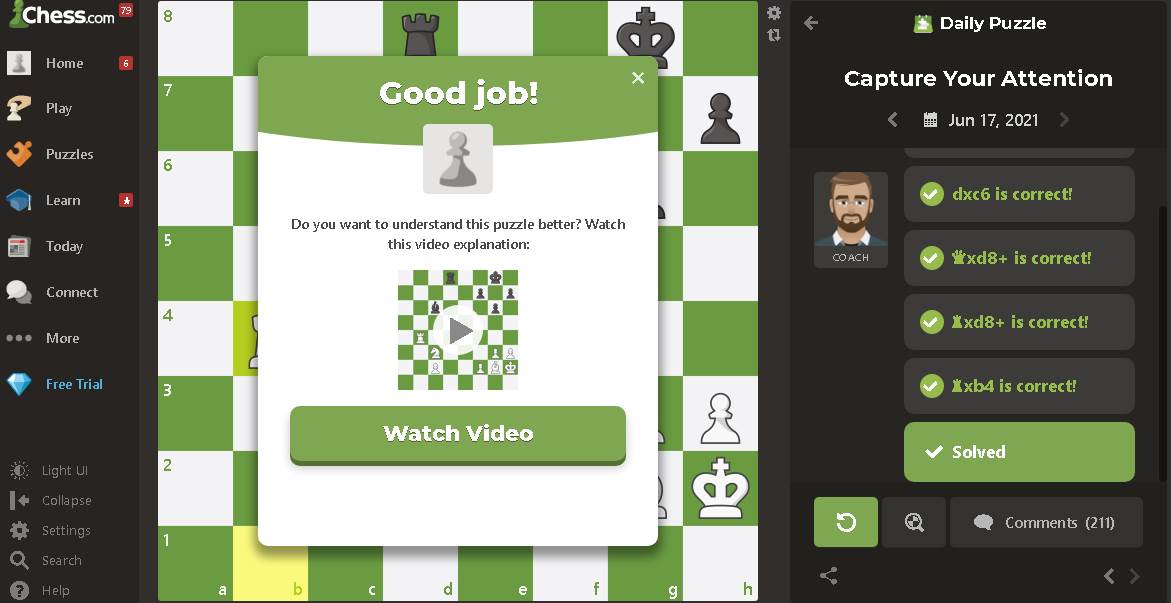 Chess.com
79
Home
6
Play
Puzzles
Learn
Today
Connect
More
Free Trial
Light UI
Collapse
Settings
Search
Help
8
7
6
5
4
3
2
1
a
b
c
d
e
f
g
h
Good job!
×
Do you want to understand this puzzle better? Watch
this video explanation:
Watch Video
Daily Puzzle
Capture Your Attention
Jun 17, 2021
COACH
dxc6 is correct!
♛xd8+ is correct!
♜xd8+ is correct!
♜xb4 is correct!
Solved
Comments (211)